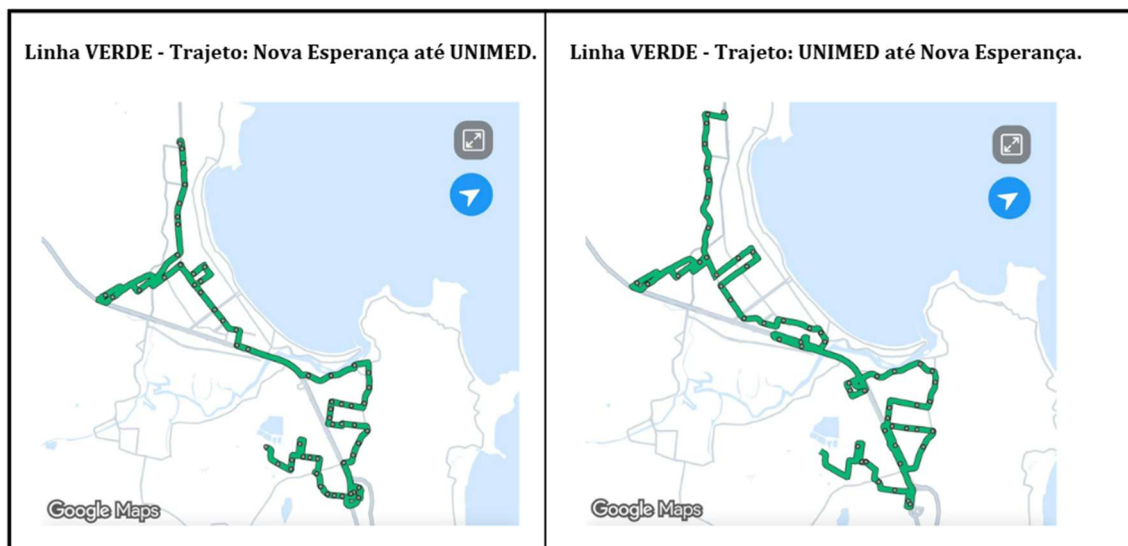 Linha VERDE - Trajeto: Nova Esperança até UNIMED.
Linha VERDE - Trajeto: UNIMED até Nova Esperança.
Google Maps
Google Maps